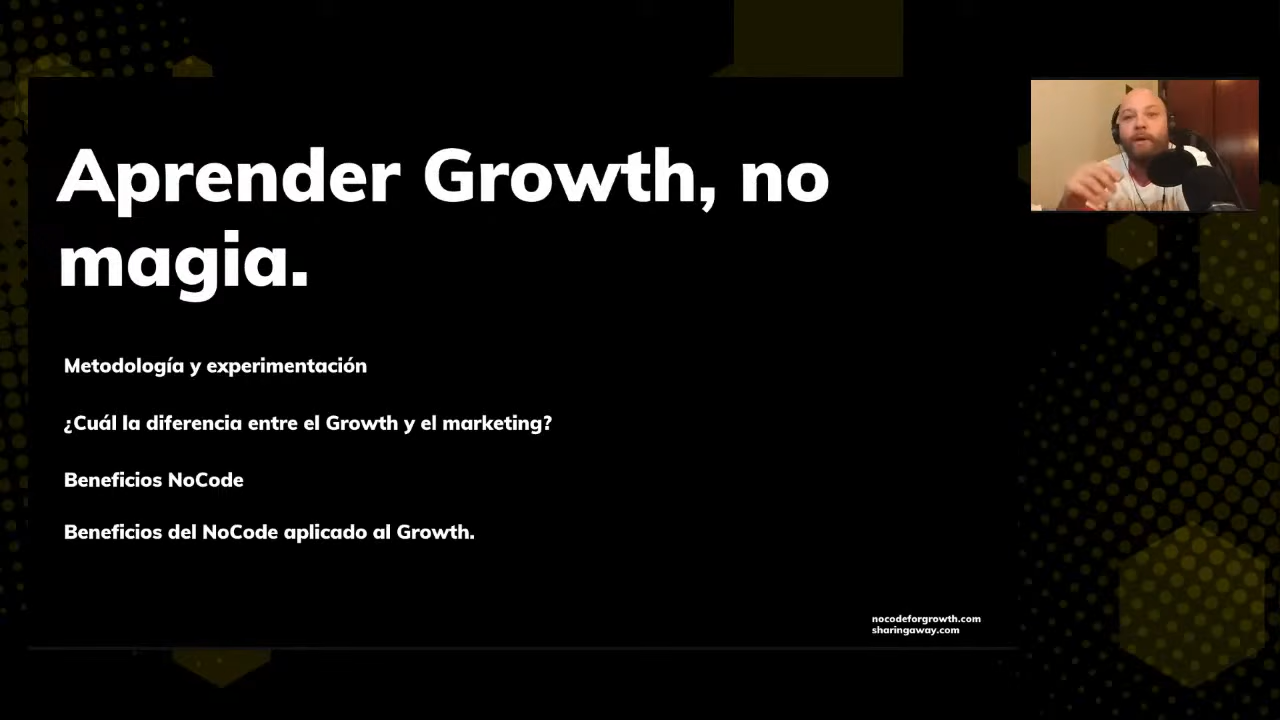 Aprender Growth, no
magia.
Metodología y experimentación
¿Cuál la diferencia entre el Growth y el marketing?
Beneficios NoCode
Beneficios del NoCode aplicado al Growth.
nocodeforgrowth.com
sharingaway.com